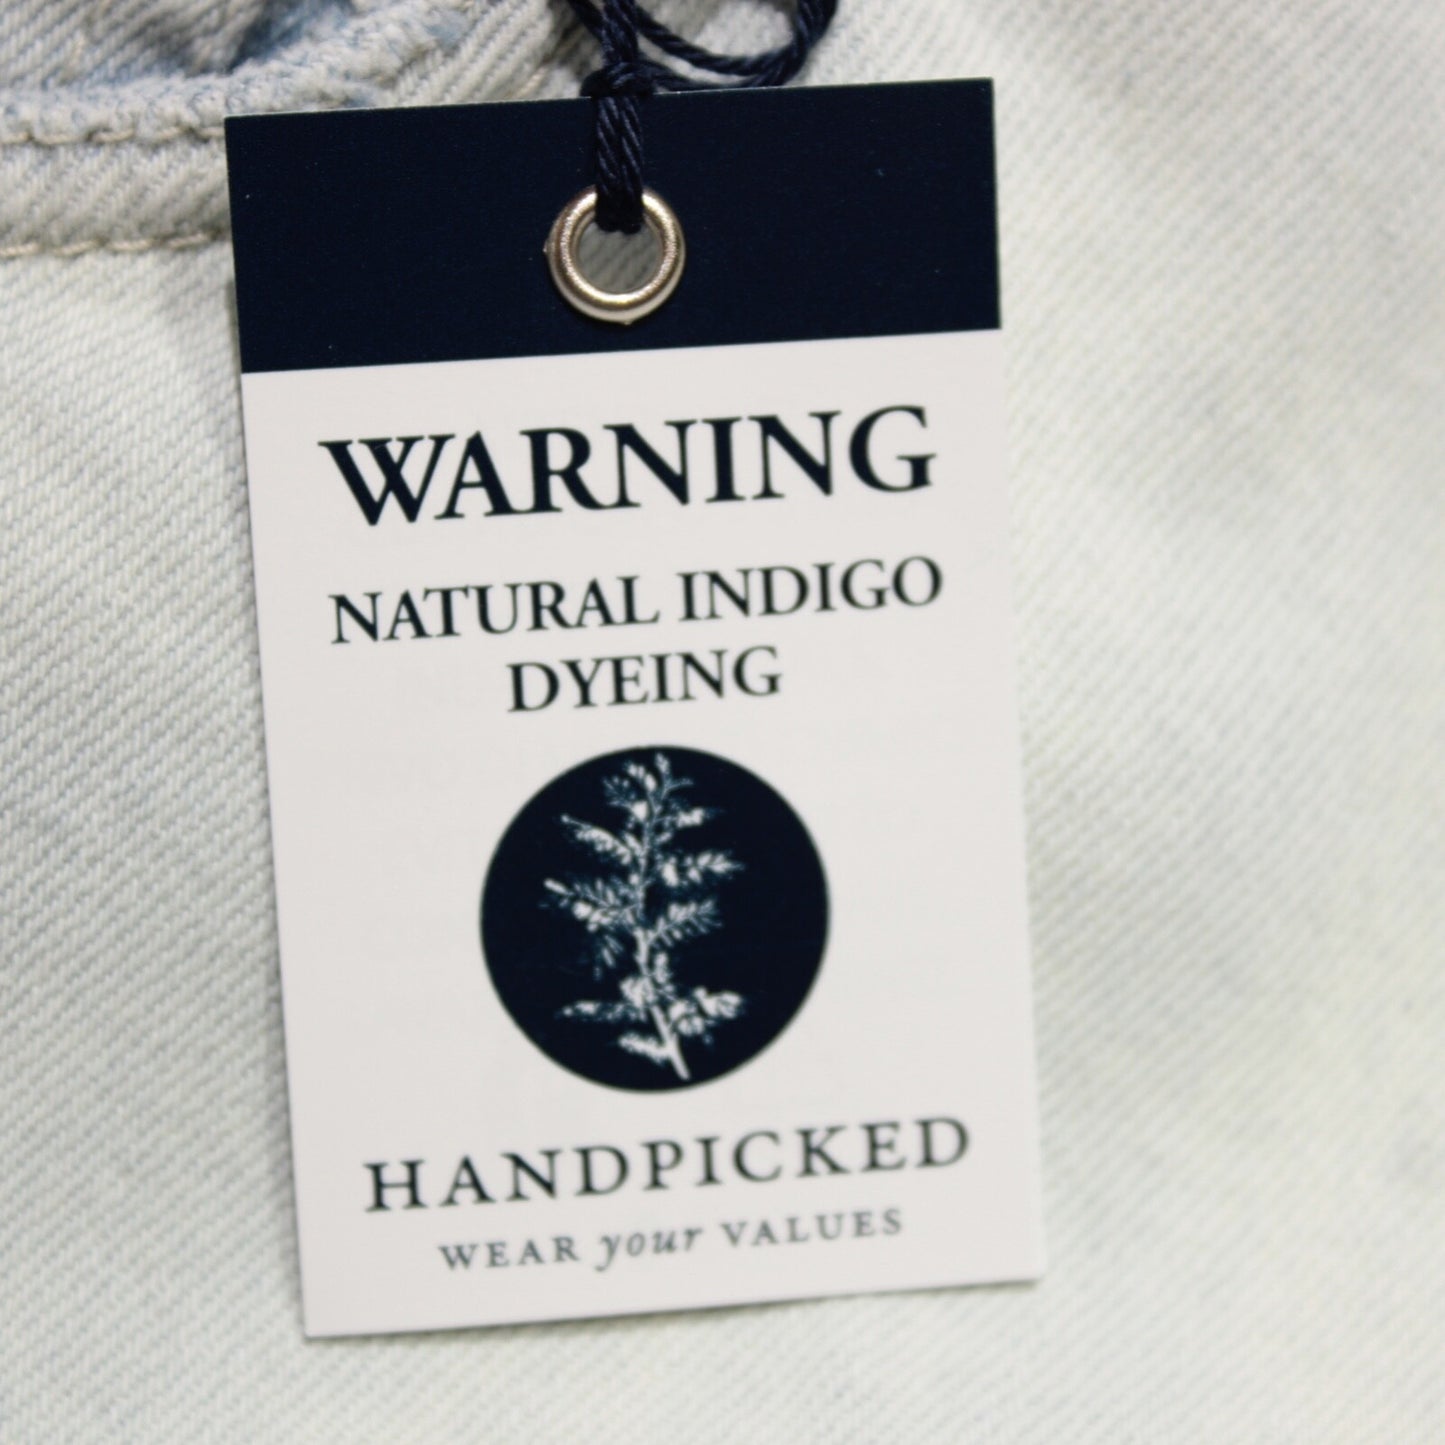 WARNING
NATURAL INDIGO
DYEING
HANDPICKED
WEAR your VALUES